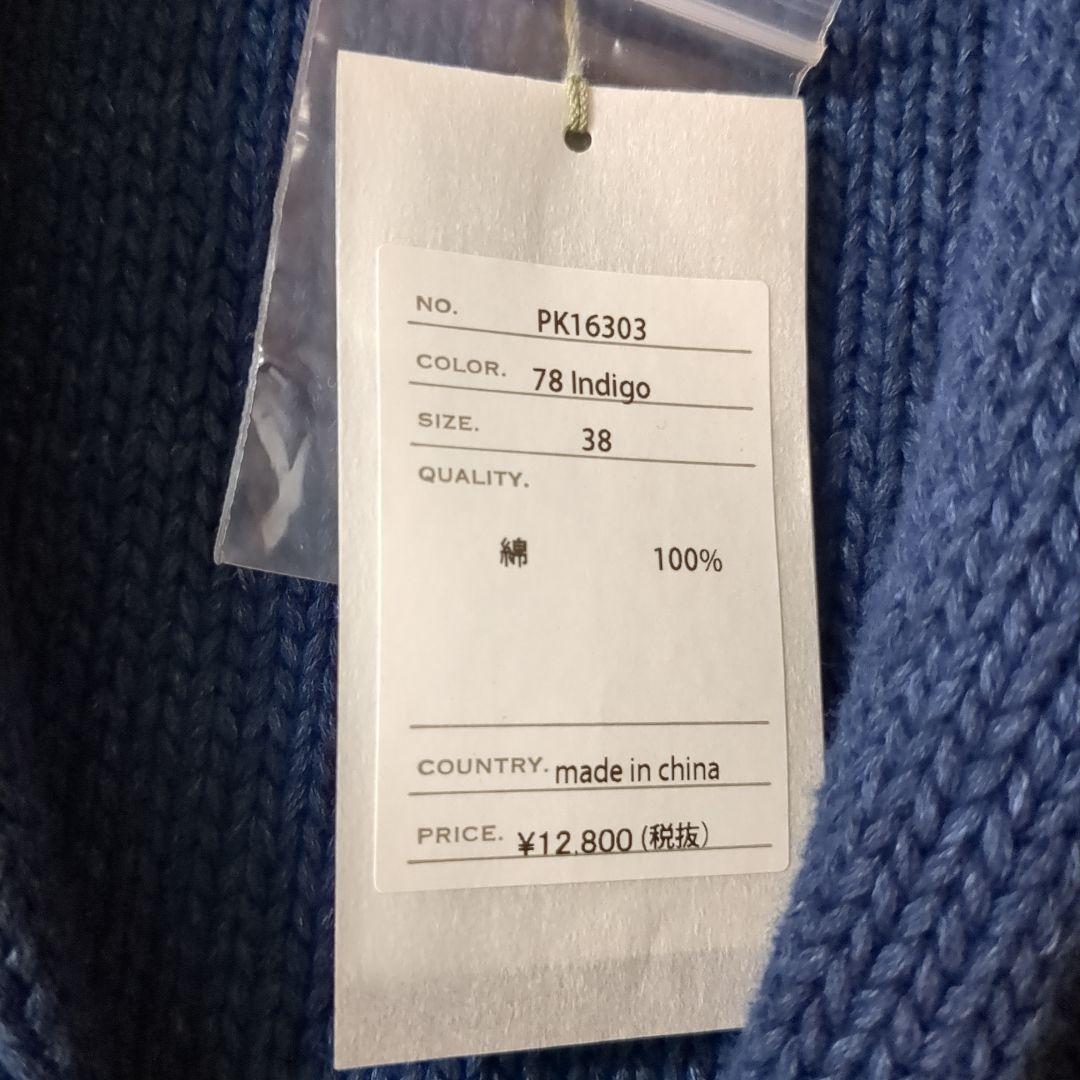 NO. PK16303
COLOR. 78 Indigo
SIZE. 38
QUALITY.
綿 100%
COUNTRY. made in china
PRICE. ¥12,800 (税抜)